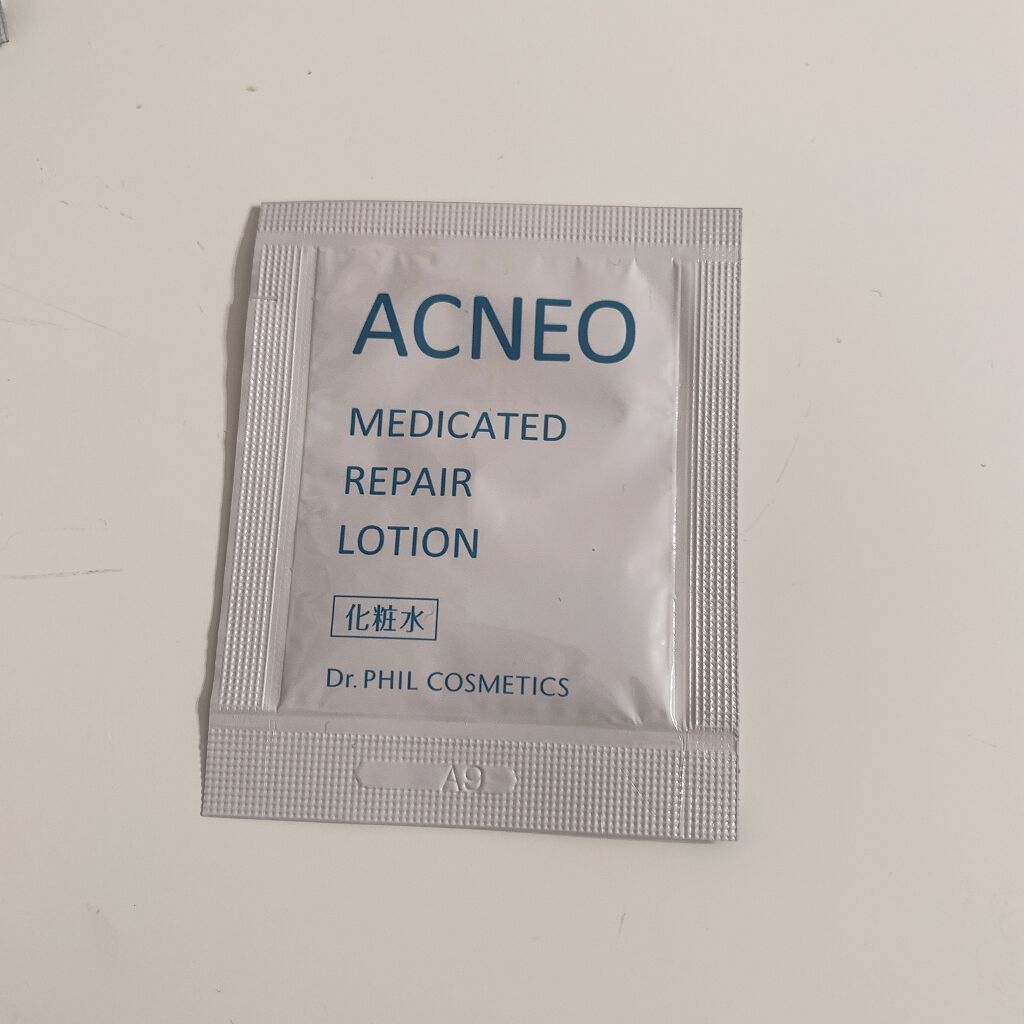 ACNEO
MEDICATED
REPAIR
LOTION
化粧水
Dr. PHIL COSMETICS
A9